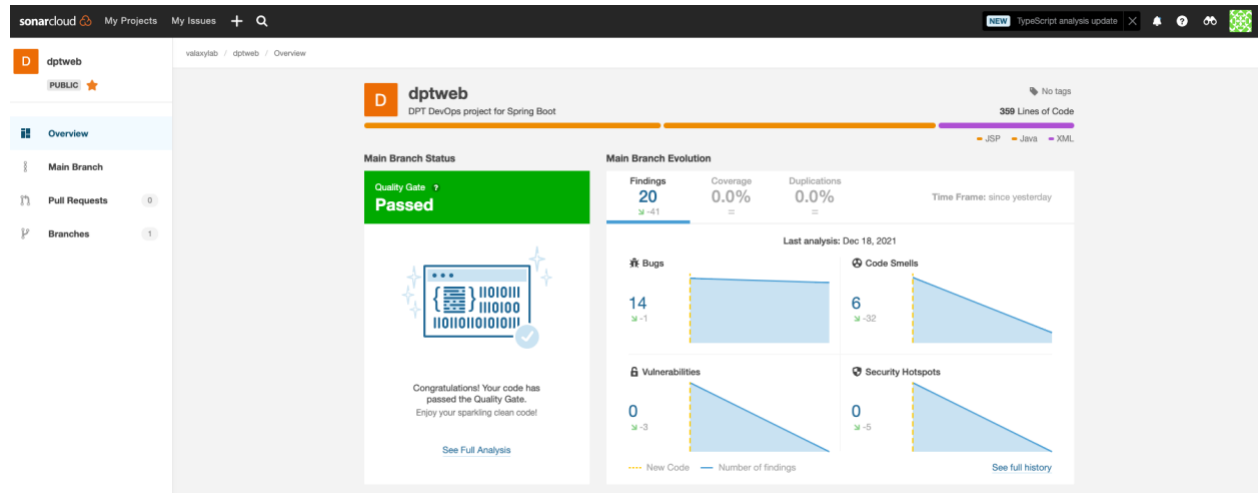 sonarcloud My Projects My Issues NEW TypeScript analysis update
D dptweb
PUBLIC
Overview
Main Branch
Pull Requests 0
Branches 1
valaxylab / dptweb / Overview
D dptweb
DPT DevOps project for Spring Boot
No tags
359 Lines of Code
JSP Java XML
Main Branch Status
Quality Gate ?
Passed
{ } 1101011
110100
11011011010101
Congratulations! Your code has
passed the Quality Gate.
Enjoy your sparkling clean code!
See Full Analysis
Main Branch Evolution
Findings Coverage Duplications
20 0.0% 0.0%
-41 = =
Time Frame: since yesterday
Last analysis: Dec 18, 2021
Bugs
14
-1
Code Smells
6
-32
Vulnerabilities
0
-3
Security Hotspots
0
-5
New Code Number of findings
See full history